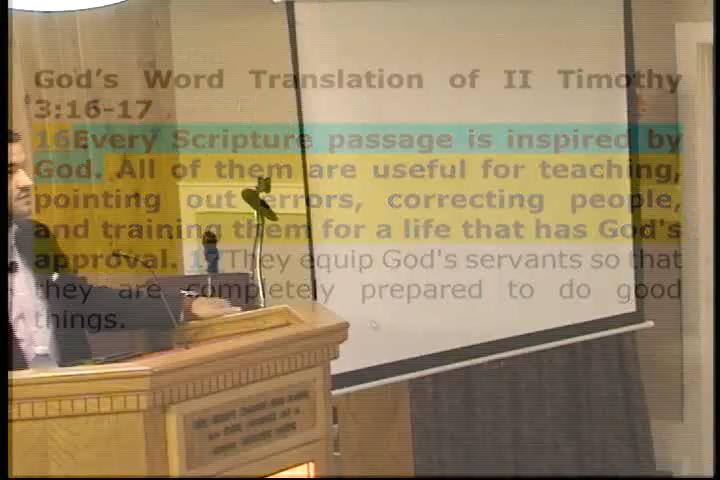 God's Word Translation of II Timothy
3:16-17
16Every Scripture passage is inspired by
God. All of them are useful for teaching,
pointing out errors, correcting people,
and training them for a life that has God's
approval. 17They equip God's servants so that
they are completely prepared to do good
things.